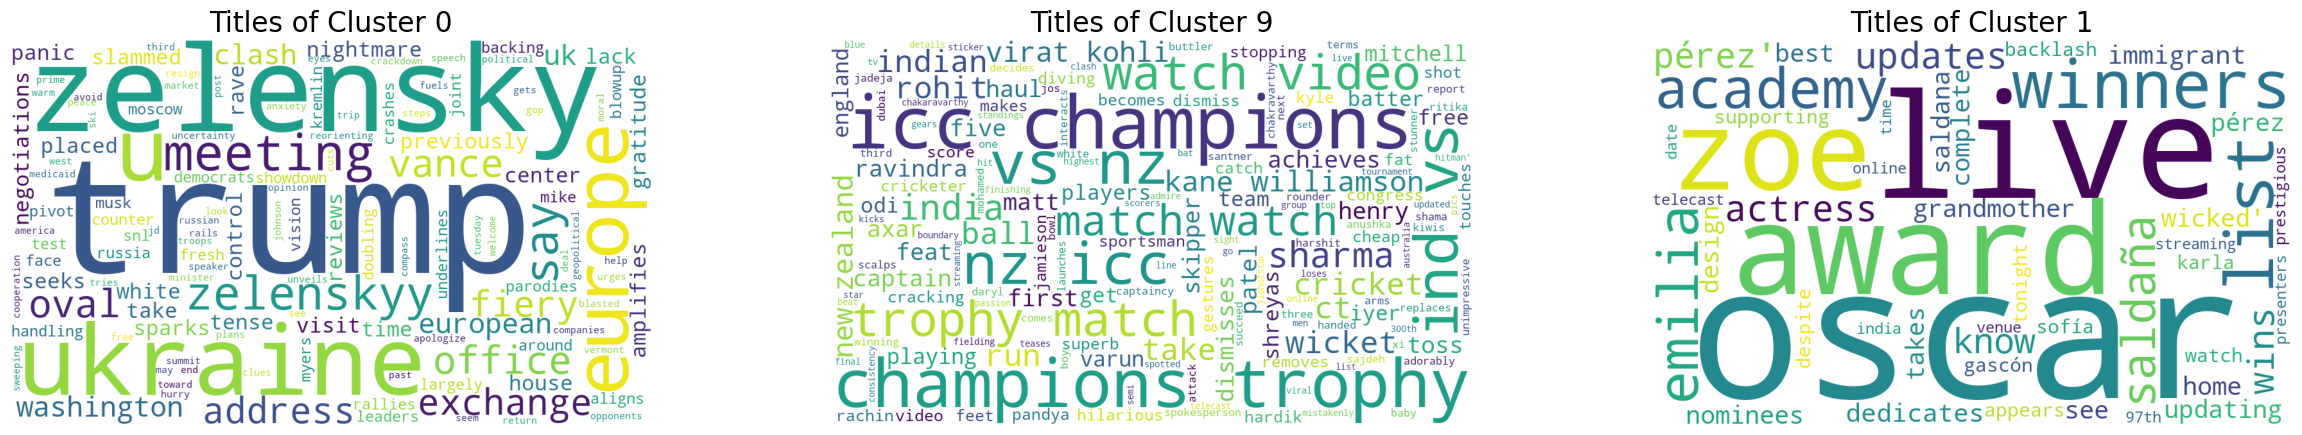 Titles of Cluster 0
panic slammed third clash nightmare eyes backing crackdown speech political uk lack
prime resign market
zelensky
warm avoid peace ski moscow post rave anxiety kremlin fuels steps trip joint crashes gets gop moral blowup gratitude
negotiations placed west medicaid u uncertainty cuts reorienting meeting previously vance center
democrats showdown opinion
trump
pivot musk america counter jd snl test russia face russian look rails troops fresh speaker minister control johnson vision reviews doubling compass tuesday welcome underlines say mike deal geopolitical europe
cooperation seeks tries unveils help urges parodies amplifies
oval white take zelenskyy fiery blasted
handling sparks plans tense see free visit time european around companies
ukraine
sweeping summit may end toward hurry clues myers apologize past office vermont
washington address house largely rallies leaders seem exchange return aligns opponents
Titles of Cluster 9
blue details sticker tv indian decides virat kohli clash buttler stopping terms live mitchell
england jadeja dubai rohit haul watch video diving jos shot report
chakaravarthy makes becomes dismiss kyle batter ritika
icc champions
gears standings five interacts chakravarthy next stunner free
third score one vs nz white highest bat santner group set achieves fat hitman'
ravindra cricketer hit finishing mohamed players scorers admire catch kane williamson rounder top congress tournament
new zealand axar kicks odi india matt match watch team henry updated shama pics touches ind vs
feat boundary ball sportsman sight harshit anushka kiwis cheap
captain scalps streaming nz icc jamieson bowl launches line skipper gestures patel sharma loses australia
star cracking daryl passion first get captaincy succeed shreyas cricket online arms replaces unimpressive
beat trophy match comes dismisses ct iyer three men handed 300th
winning fielding teases superb take wicket xi toss
final playing run boy varun spotted removes sajdeh adorably
consistency champions trophy semi attack list viral
rachin video feet pandya hilarious telecast spokesperson hardik mistakenly baby
Titles of Cluster 1
pérez' best updates backlash immigrant
academy winners
supporting time saldana complete pérez
date zoe online live prestigious
telecast actress grandmother wicked' list
design award streaming
emilia despite india tonight venue sofía saldaña karla presenters
takes know wins
oscar gascón watch
home
nominees dedicates appears see 97th updating